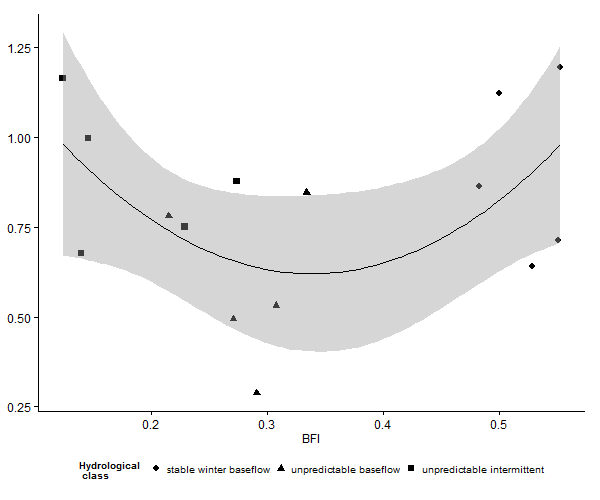 1.25
1.00
0.75
0.50
0.25
0.2 0.3 0.4 0.5
BFI
Hydrological
class
stable winter baseflow unpredictable baseflow unpredictable intermittent